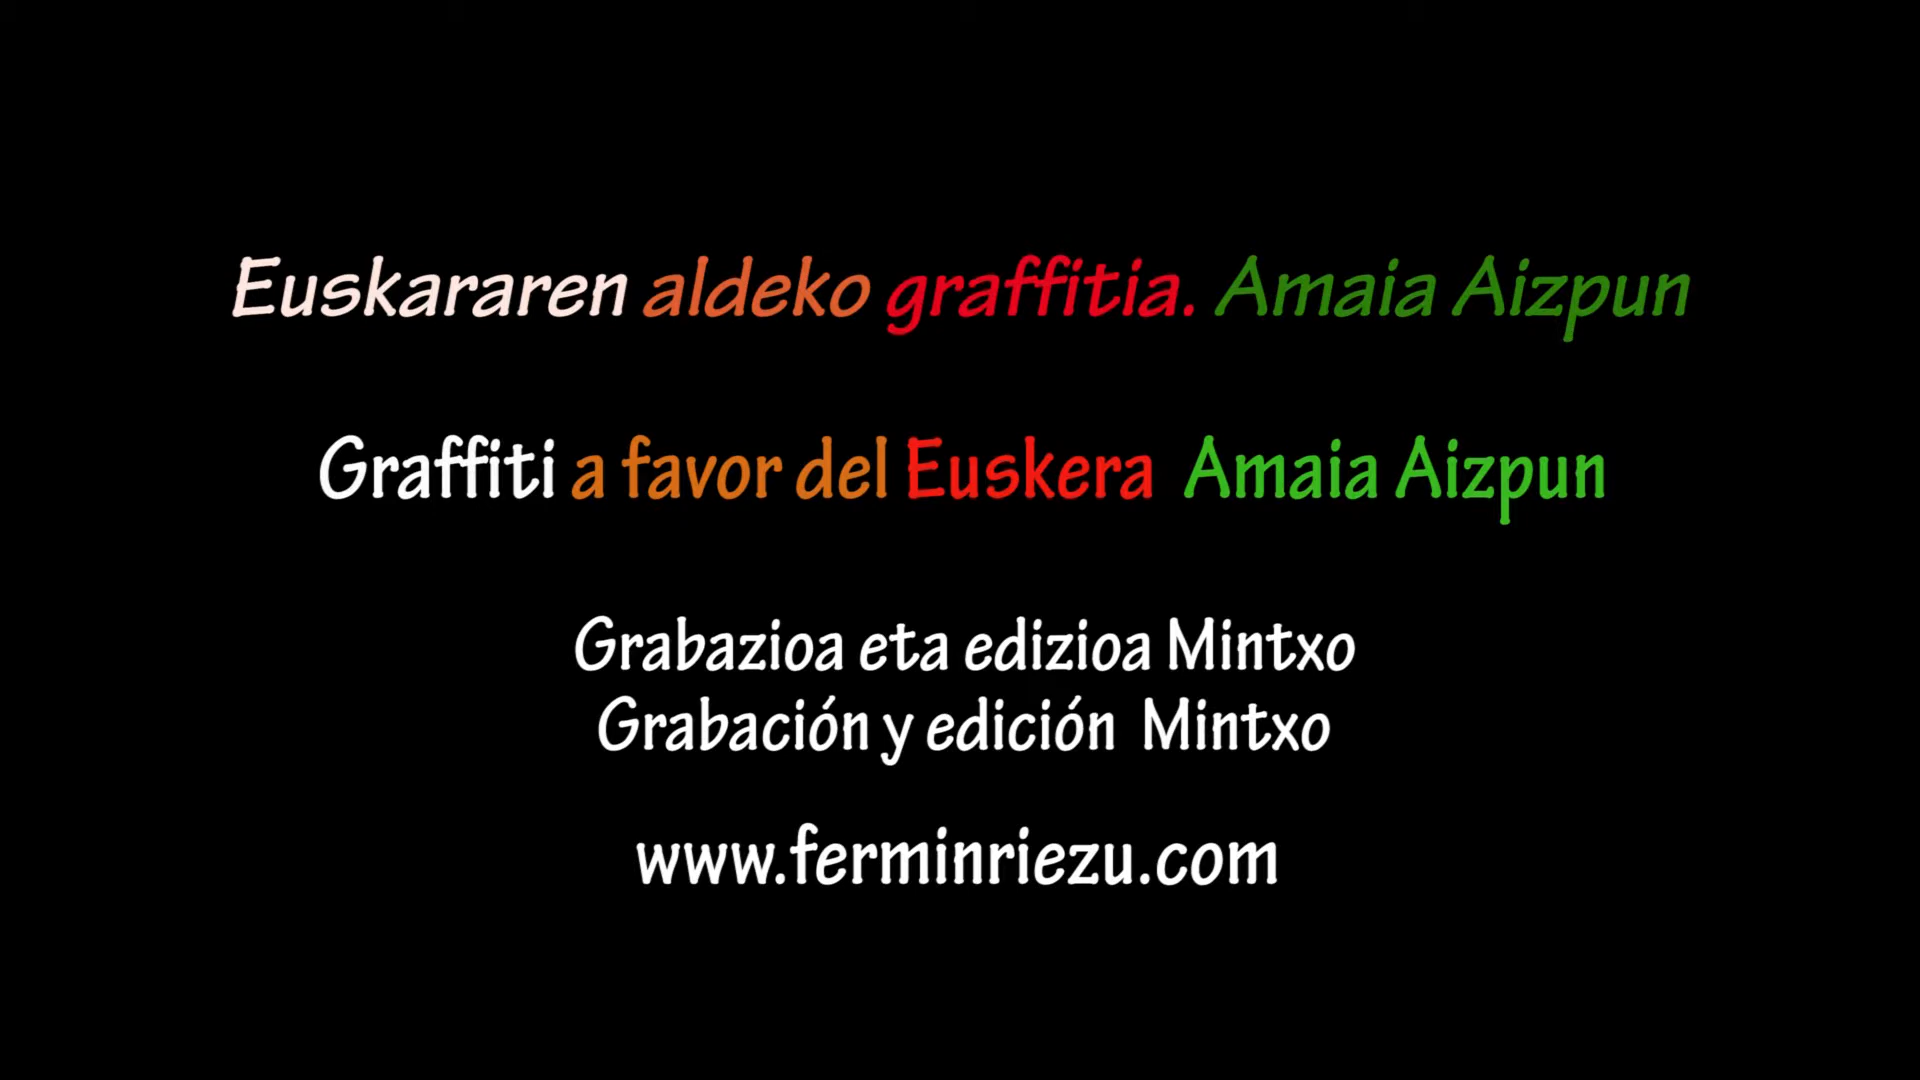 Euskararen aldeko graffitia. Amaia Aizpun
Graffiti a favor del Euskera Amaia Aizpun
Grabazioa eta edizioa Mintxo
Grabación y edición Mintxo
www.ferminriezu.com